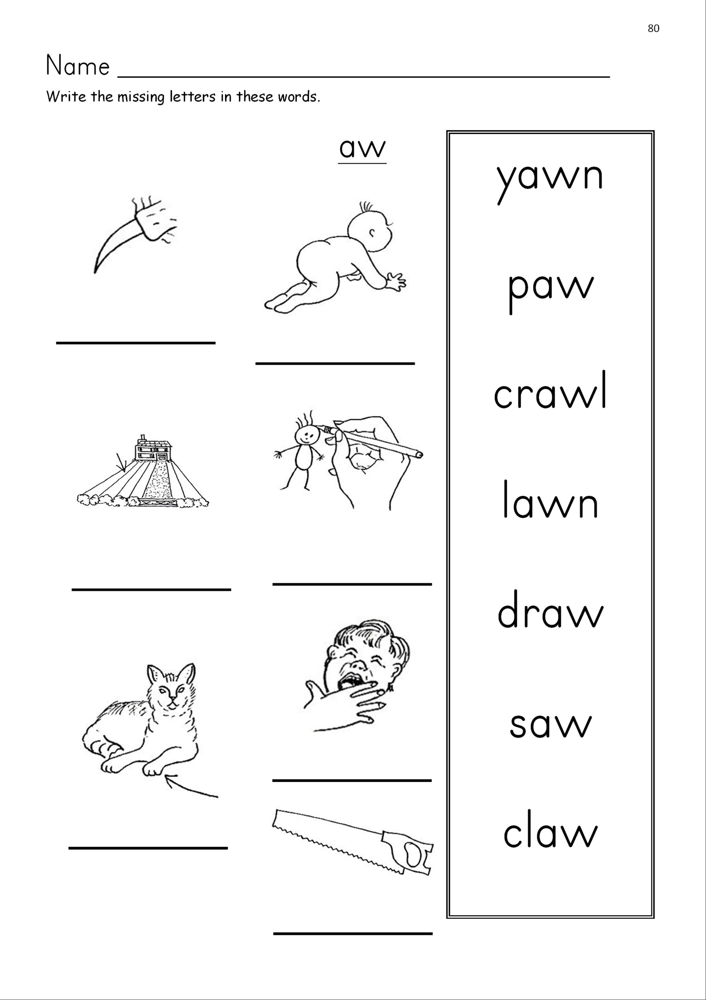 80
Name
Write the missing letters in these words.
aw
yawn
paw
crawl
lawn
draw
saw
claw